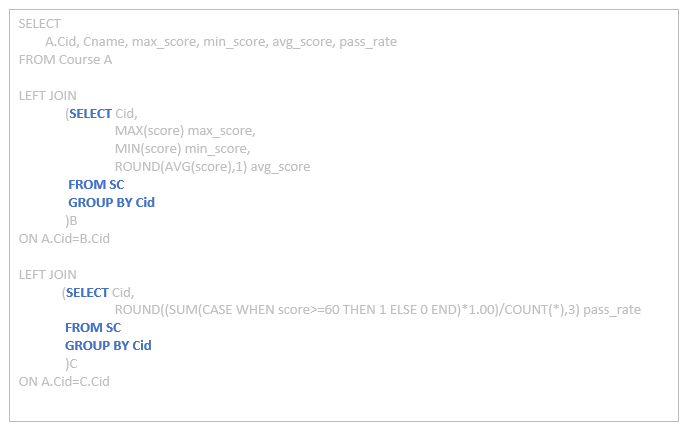 SELECT
A.Cid, Cname, max_score, min_score, avg_score, pass_rate
FROM Course A
LEFT JOIN
(SELECT Cid,
MAX(score) max_score,
MIN(score) min_score,
ROUND(AVG(score),1) avg_score
FROM SC
GROUP BY Cid
)B
ON A.Cid=B.Cid
LEFT JOIN
(SELECT Cid,
ROUND((SUM(CASE WHEN score>=60 THEN 1 ELSE 0 END)*1.00)/COUNT(*),3) pass_rate
FROM SC
GROUP BY Cid
)C
ON A.Cid=C.Cid